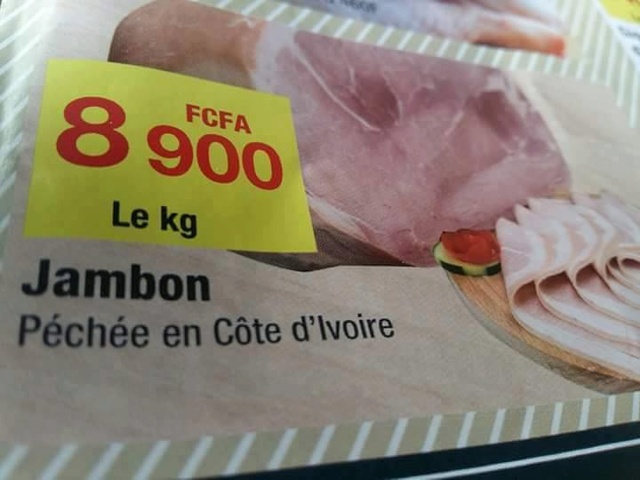 FCFA
8 900
Le kg
Jambon
Péchée en Côte d'Ivoire